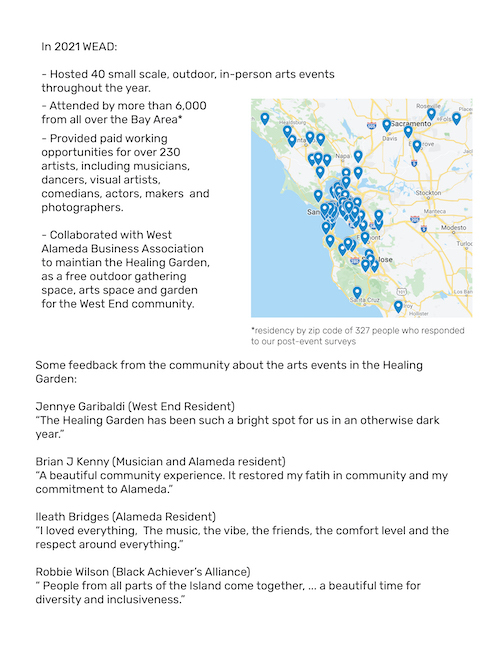 In 2021 WEAD:
- Hosted 40 small scale, outdoor, in-person arts events
throughout the year.
- Attended by more than 6,000
from all over the Bay Area*
- Provided paid working
opportunities for over 230
artists, including musicians,
dancers, visual artists,
comedians, actors, makers and
photographers.
- Collaborated with West
Alameda Business Association
to maintian the Healing Garden,
as a free outdoor gathering
space, arts space and garden
for the West End community.
Healdsburg
Roseville
Sacramento
Davis
Napa
Stockton
Manteca
Modesto
Jose
101
Santa Cruz
Hollister
*residency by zip code of 327 people who responded
to our post-event surveys
Some feedback from the community about the arts events in the Healing
Garden:
Jennye Garibaldi (West End Resident)
“The Healing Garden has been such a bright spot for us in an otherwise dark
year.”
Brian J Kenny (Musician and Alameda resident)
“A beautiful community experience. It restored my fatih in community and my
commitment to Alameda.”
Ileath Bridges (Alameda Resident)
“I loved everything, The music, the vibe, the friends, the comfort level and the
respect around everything.”
Robbie Wilson (Black Achiever’s Alliance)
“ People from all parts of the Island come together, ... a beautiful time for
diversity and inclusiveness.”